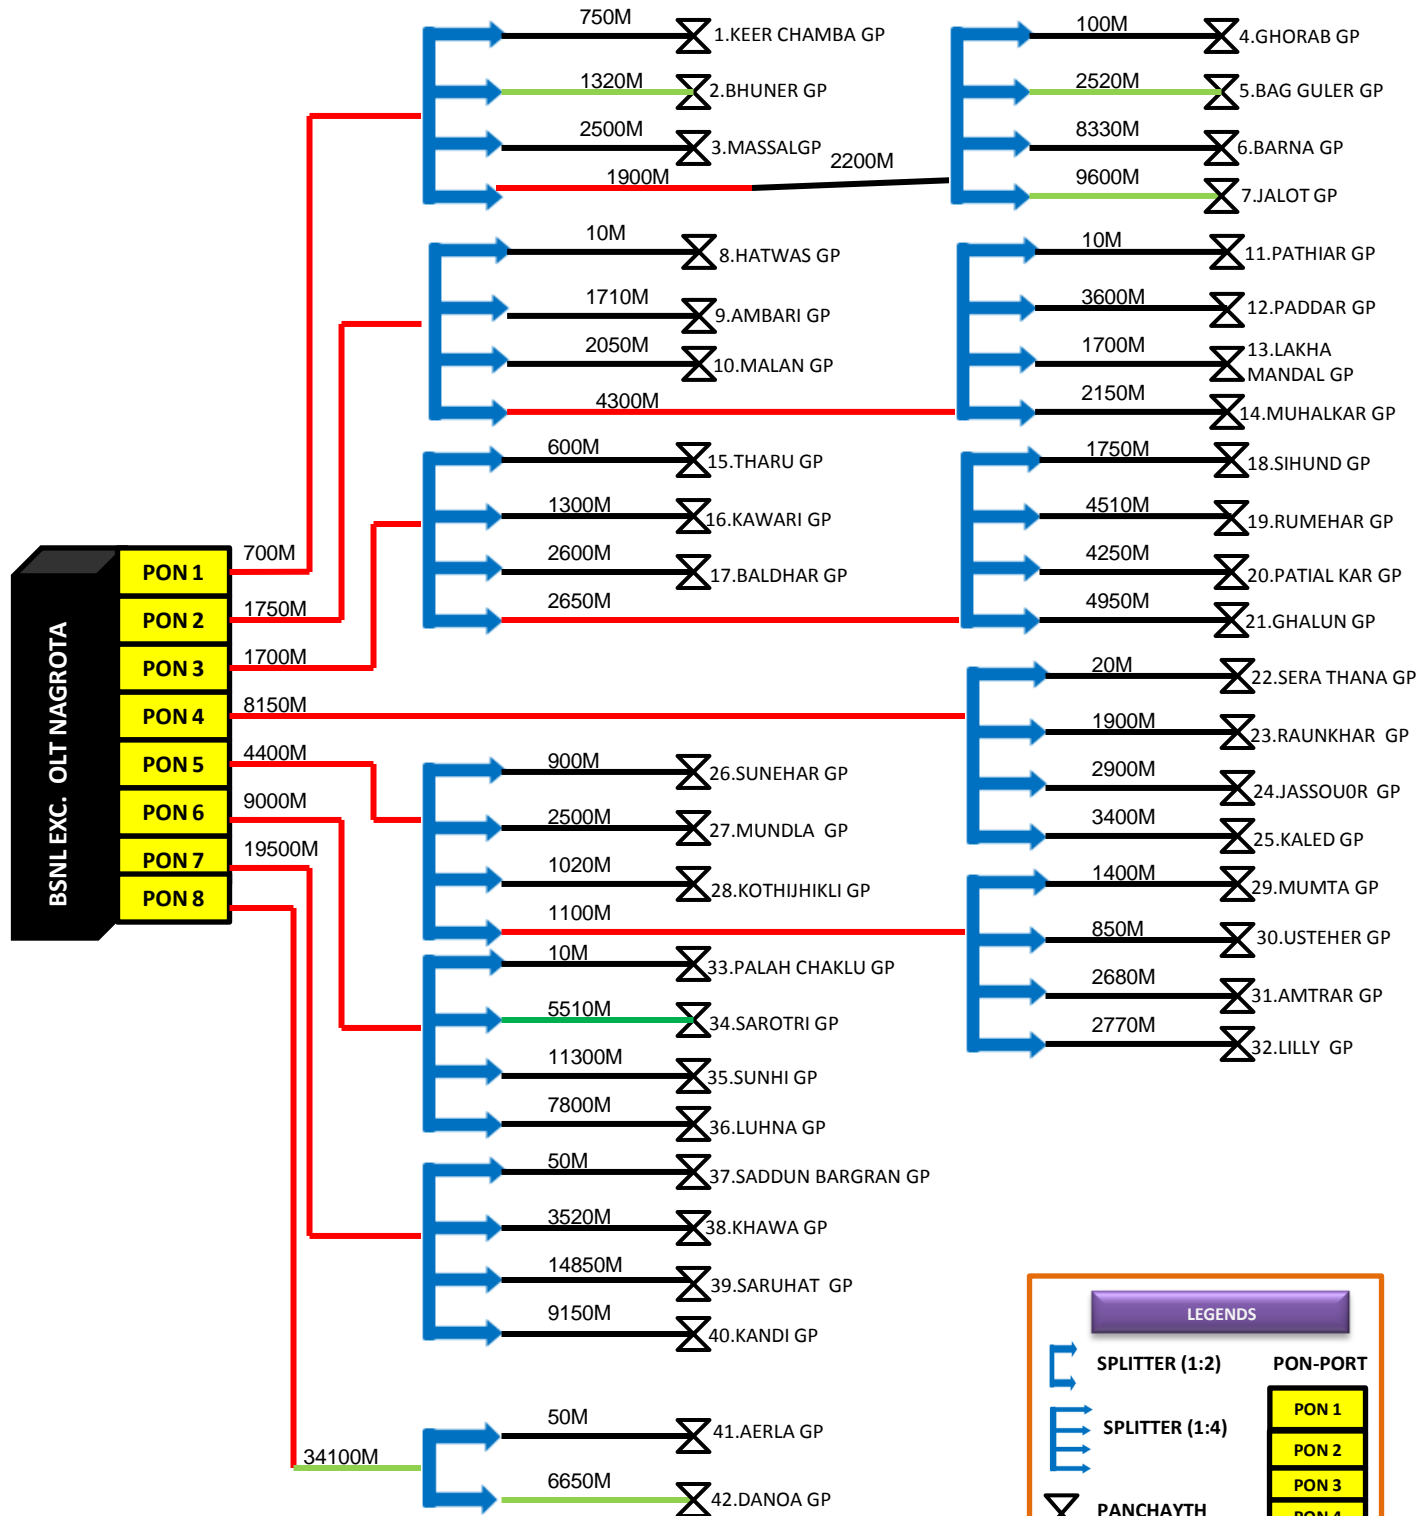 750M
1.KEER CHAMBA GP
1320M
2.BHUNER GP
2500M
3.MASSALGP
1900M
2200M
100M
4.GHORAB GP
2520M
5.BAG GULER GP
8330M
6.BARNA GP
9600M
7.JALOT GP
10M
8.HATWAS GP
1710M
9.AMBARI GP
2050M
10.MALAN GP
4300M
10M
11.PATHIAR GP
3600M
12.PADDAR GP
1700M
13.LAKHA
MANDAL GP
2150M
14.MUHALKAR GP
600M
15.THARU GP
1300M
16.KAWARI GP
2600M
17.BALDHAR GP
2650M
1750M
18.SIHUND GP
4510M
19.RUMEHAR GP
4250M
20.PATIAL KAR GP
4950M
21.GHALUN GP
BSNL EXC. OLT NAGROTA
PON 1
700M
PON 2
1750M
PON 3
1700M
PON 4
8150M
PON 5
4400M
PON 6
9000M
PON 7
19500M
PON 8
20M
22.SERA THANA GP
1900M
23.RAUNKHAR GP
2900M
24.JASSOU0R GP
3400M
25.KALED GP
900M
26.SUNEHAR GP
2500M
27.MUNDLA GP
1020M
28.KOTHIJHIKLI GP
1100M
1400M
29.MUMTA GP
850M
30.USTEHER GP
2680M
31.AMTRAR GP
2770M
32.LILLY GP
10M
33.PALAH CHAKLU GP
5510M
34.SAROTRI GP
11300M
35.SUNHI GP
7800M
36.LUHNA GP
50M
37.SADDUN BARGRAN GP
3520M
38.KHAWA GP
14850M
39.SARUHAT GP
9150M
40.KANDI GP
34100M
50M
41.AERLA GP
6650M
42.DANOA GP
LEGENDS
SPLITTER (1:2)
PON-PORT
SPLITTER (1:4)
PON 1
PON 2
PON 3
PON 4
PANCHAYTH